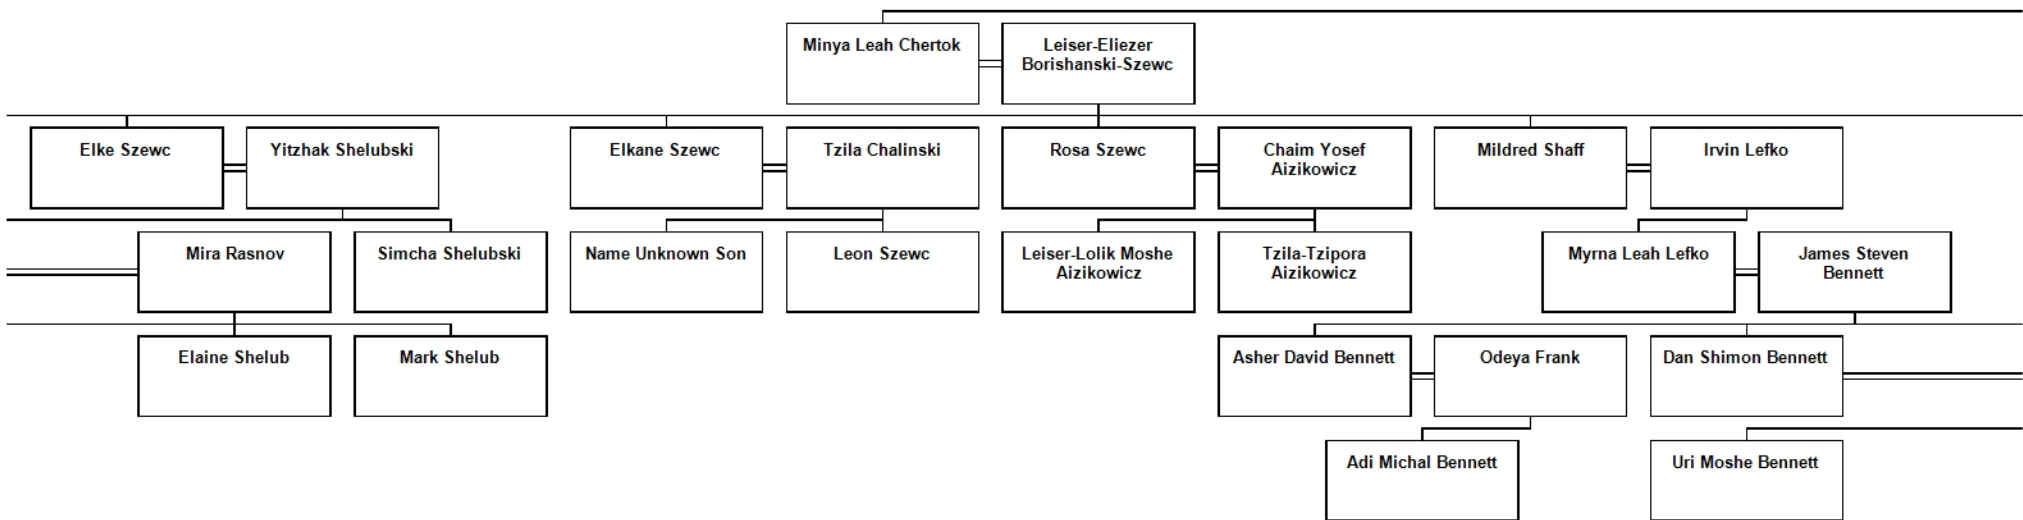 Minya Leah Chertok
Leiser-Eliezer
Borishanski-Szewc
Elke Szewc
Yitzhak Shelubski
Elkane Szewc
Tzila Chalinski
Rosa Szewc
Chaim Yosef
Aizikowicz
Mildred Shaff
Irvin Lefko
Mira Rasnov
Simcha Shelubski
Name Unknown Son
Leon Szewc
Leiser-Lolik Moshe
Aizikowicz
Tzila-Tzipora
Aizikowicz
Myrna Leah Lefko
James Steven
Bennett
Elaine Shelub
Mark Shelub
Asher David Bennett
Odeya Frank
Dan Shimon Bennett
Adi Michal Bennett
Uri Moshe Bennett